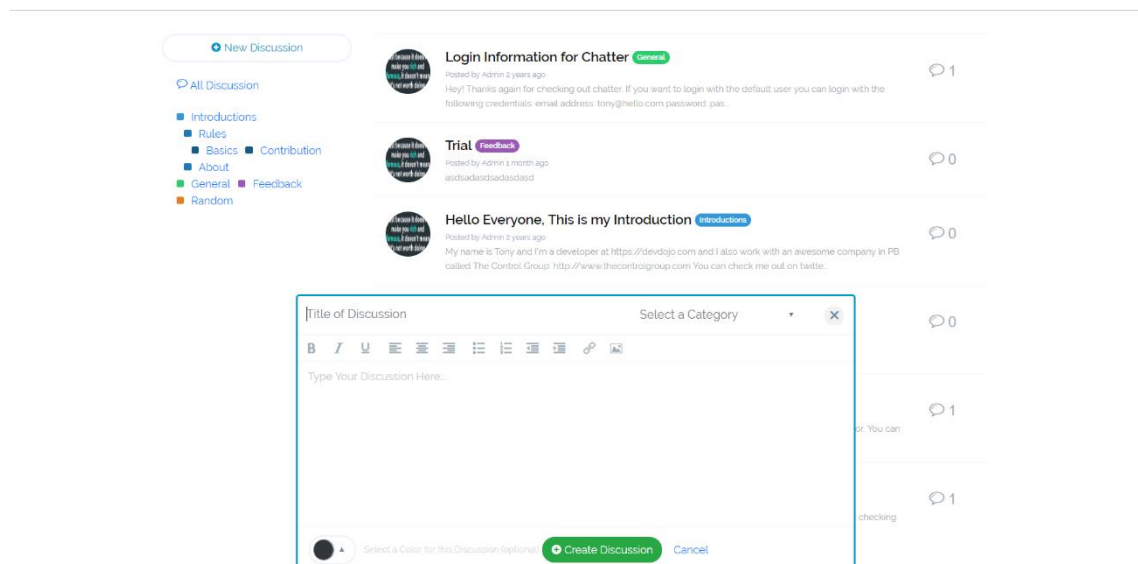 New Discussion
All Discussion
Introductions
Rules
Basics Contribution
About
General Feedback
Random
Login Information for Chatter General
Posted by Admin 2 years ago
Hey! Thanks again for checking out chatter. If you want to login with the default user you can login with the
following credentials: email address: tony@hello.com password: pas...
1
Trial Feedback
Posted by Admin 1 month ago
asdsadasdsadasdasd
0
Hello Everyone, This is my Introduction Introductions
Posted by Admin 2 years ago
My name is Tony and I'm a developer at https://devdojo.com and I also work with an awesome company in PB
called The Control Group: http://www.thecontrolgroup.com You can check me out on twitte...
0
0
or. You can
1
checking
1
Title of Discussion Select a Category
B I U
Type Your Discussion Here...
Select a Color for this Discussion (optional)
Create Discussion Cancel